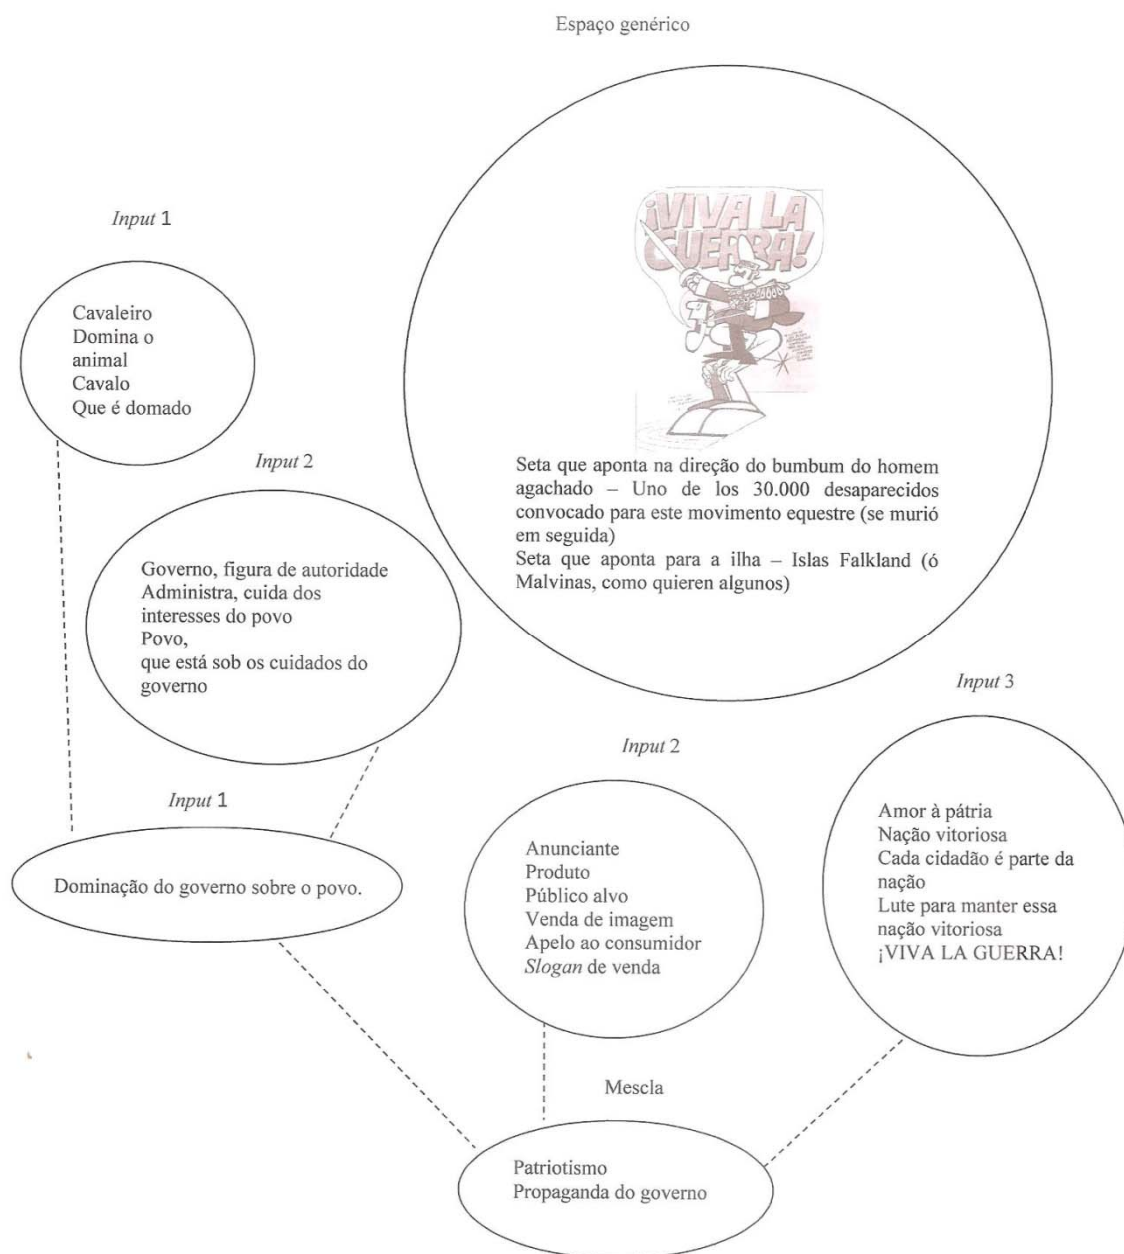 Espaço genérico
Input 1
Cavaleiro
Domina o
animal
Cavalo
Que é domado
¡VIVA LA
GUERRA!
Seta que aponta na direção do bumbum do homem
agachado – Uno de los 30.000 desaparecidos
convocado para este movimento equestre (se murió
em seguida)
Seta que aponta para a ilha – Islas Falkland (ó
Malvinas, como quieren algunos)
Input 2
Governo, figura de autoridade
Administra, cuida dos
interesses do povo
Povo,
que está sob os cuidados do
governo
Input 1
Dominação do governo sobre o povo.
Input 2
Anunciante
Produto
Público alvo
Venda de imagem
Apelo ao consumidor
Slogan de venda
Input 3
Amor à pátria
Nação vitoriosa
Cada cidadão é parte da
nação
Lute para manter essa
nação vitoriosa
¡VIVA LA GUERRA!
Mescla
Patriotismo
Propaganda do governo